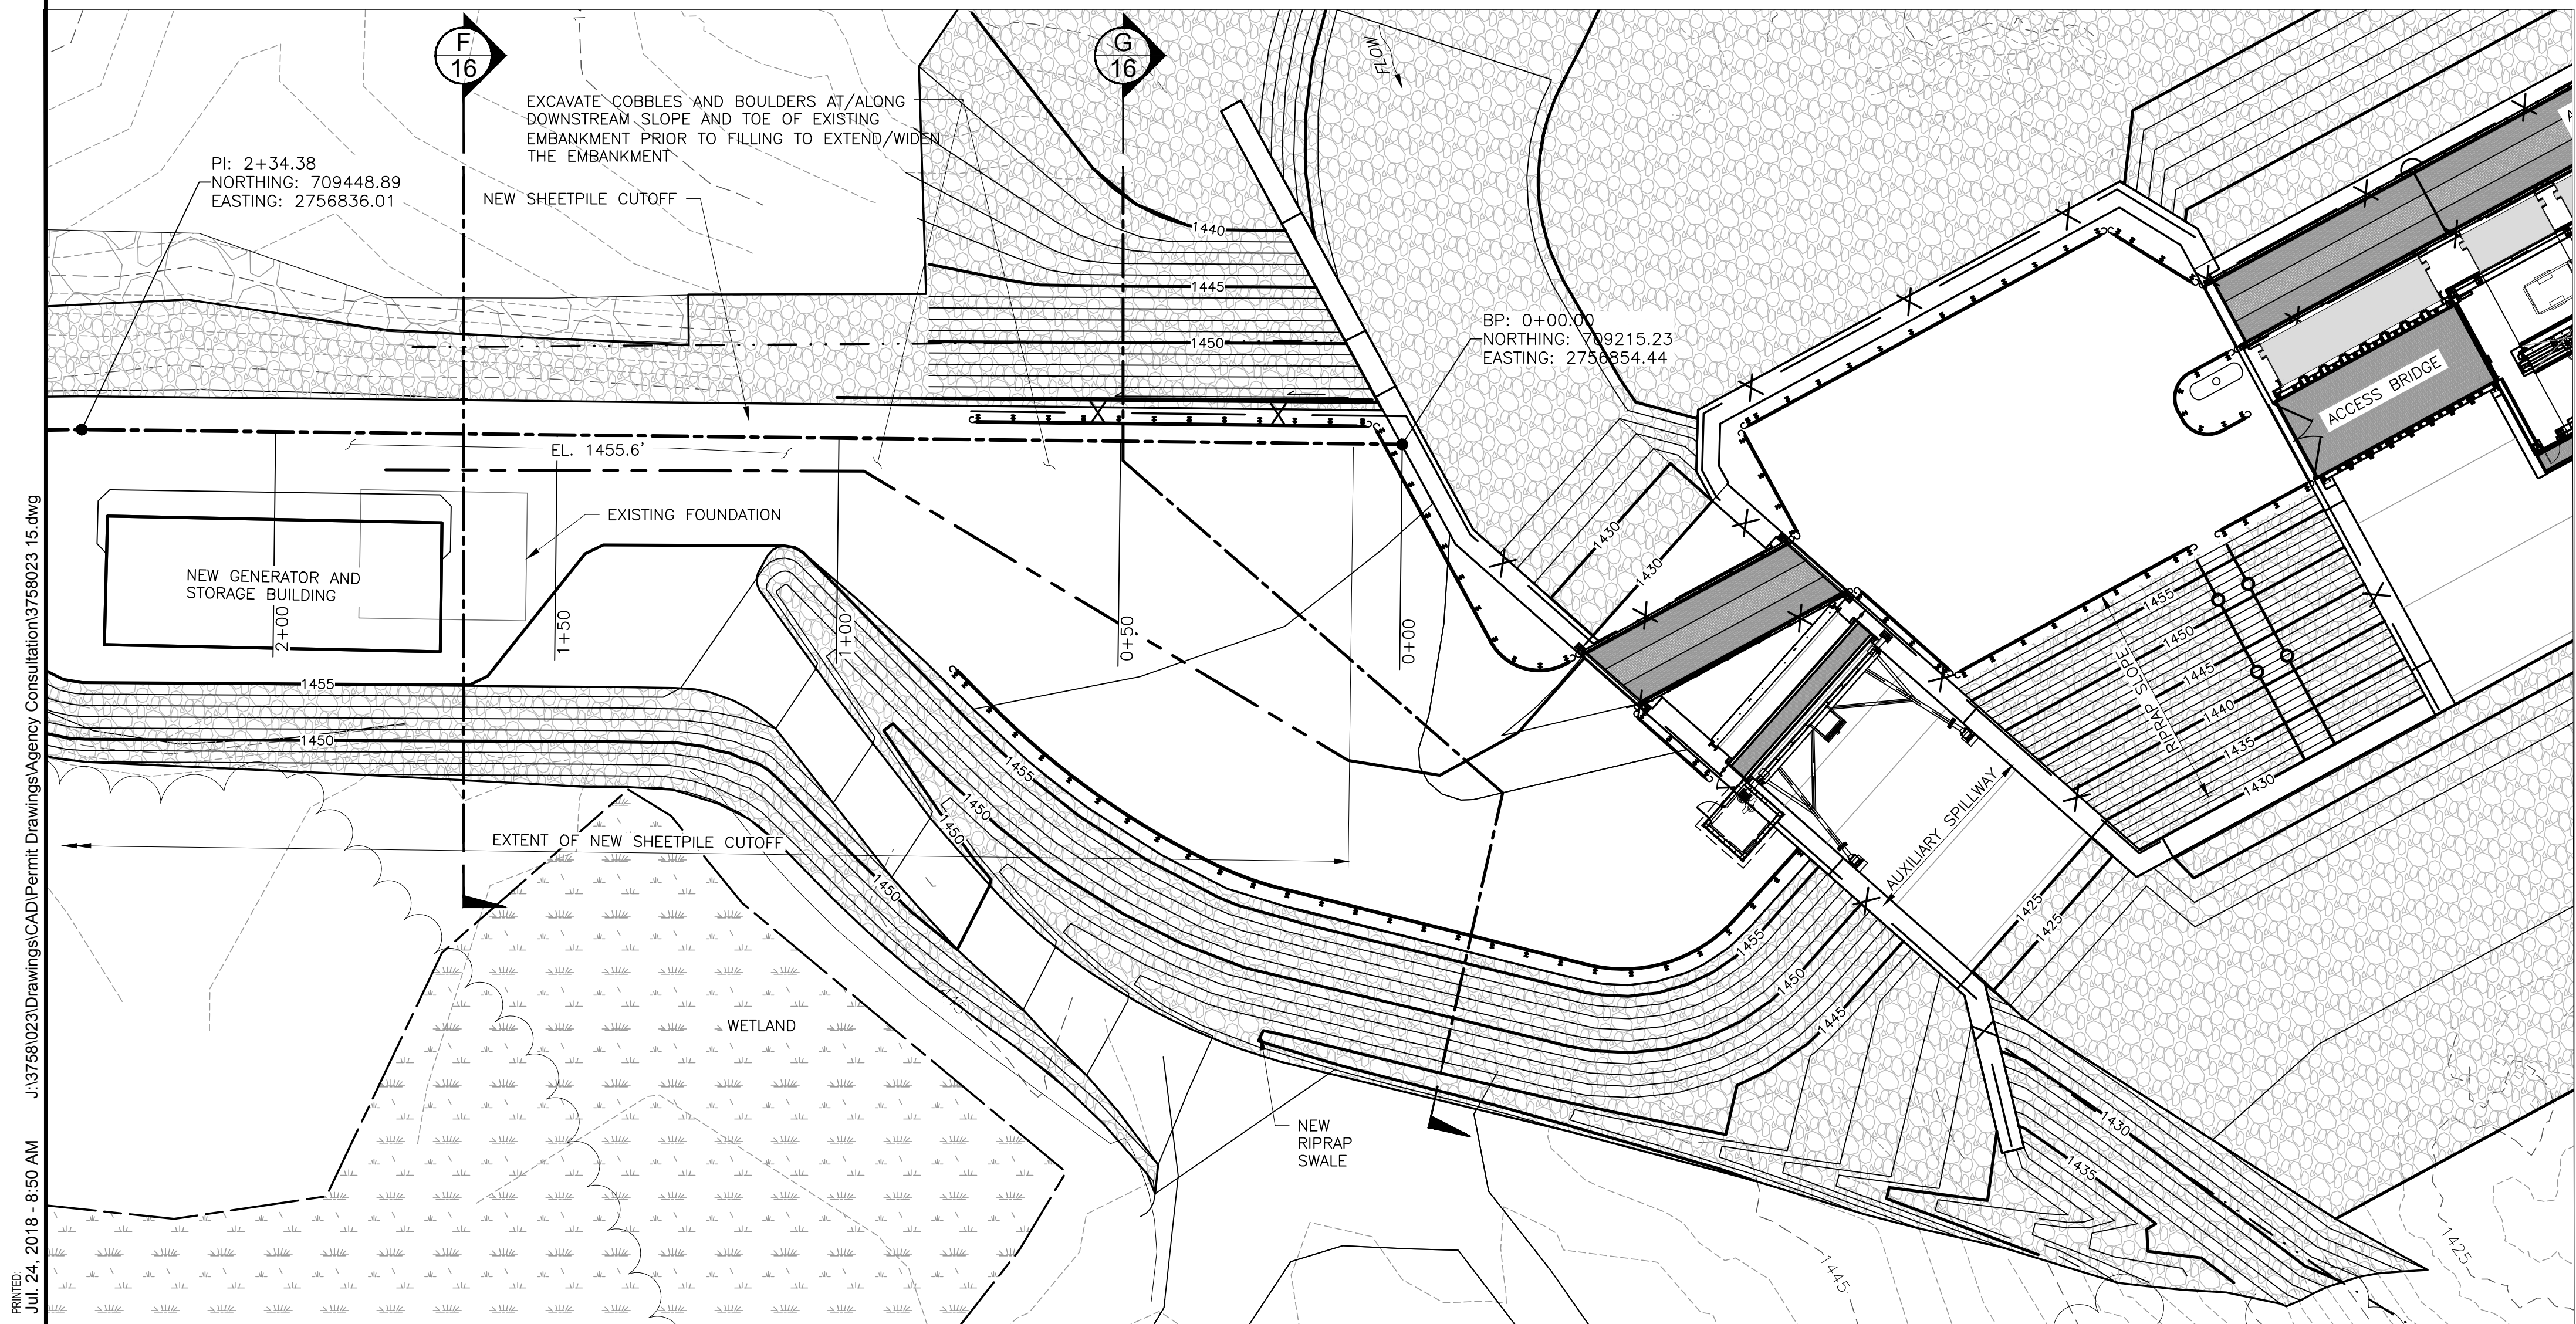 F
16
G
16
FLOW
EXCAVATE COBBLES AND BOULDERS AT/ALONG
DOWNSTREAM SLOPE AND TOE OF EXISTING
EMBANKMENT PRIOR TO FILLING TO EXTEND/WIDEN
THE EMBANKMENT
PI: 2+34.38
NORTHING: 709448.89
EASTING: 2756836.01
NEW SHEETPILE CUTOFF
1440
1445
1450
BP: 0+00.00
NORTHING: 709215.23
EASTING: 2756854.44
ACCESS BRIDGE
EL. 1455.6'
EXISTING FOUNDATION
NEW GENERATOR AND
STORAGE BUILDING
2+00
1+50
1+00
0+50
0+00
1430
1430
1455
1450
1445
1440
1435
1430
RIPRAP SLOPE
1455
1450
EXTENT OF NEW SHEETPILE CUTOFF
1455
1450
1450
1450
AUXILIARY SPILLWAY
1425
1425
1455
1450
1445
1445
WETLAND
NEW
RIPRAP
SWALE
1430
1435
1445
1425
PRINTED:
Jul. 24, 2018 - 8:50 AM
J:\3758\023\Drawings\CAD\Permit Drawings\Agency Consultation\3758023 15.dwg